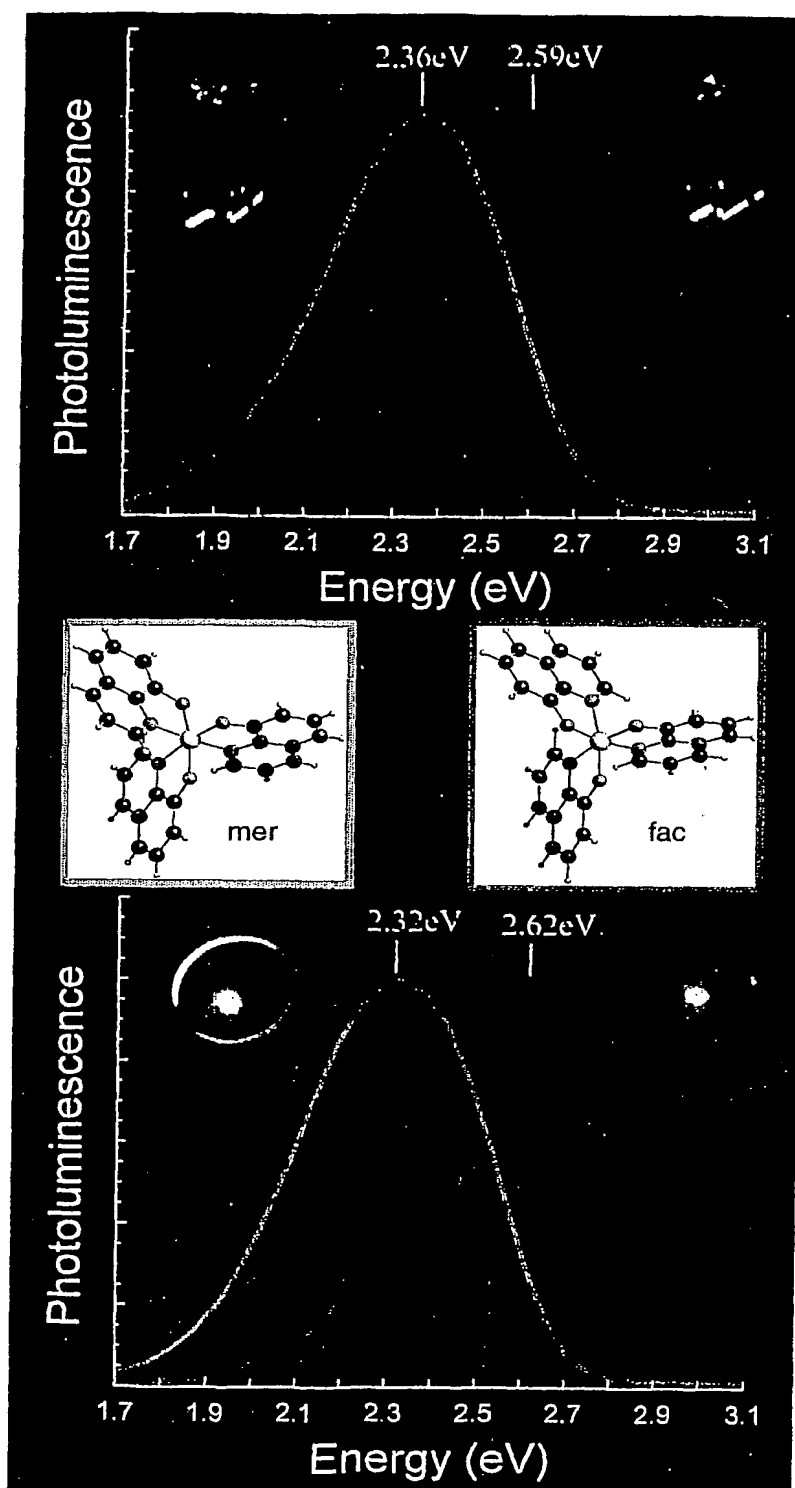 2.36eV 2.59eV
Photoluminescence
1.7 1.9 2.1 2.3 2.5 2.7 2.9 3.1
Energy (eV)
mer fac
2.32eV 2.62eV.
Photoluminescence
1.7 1.9 2.1 2.3 2.5 2.7 2.9 3.1
Energy (eV)